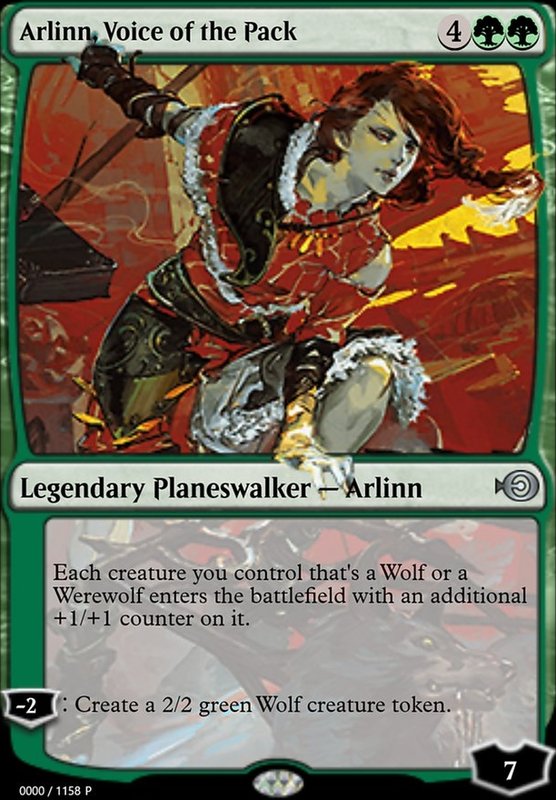 Arlinn, Voice of the Pack 4
Legendary Planeswalker — Arlinn
Each creature you control that's a Wolf or a
Werewolf enters the battlefield with an additional
+1/+1 counter on it.
-2 : Create a 2/2 green Wolf creature token.
7
0000 / 1158 P